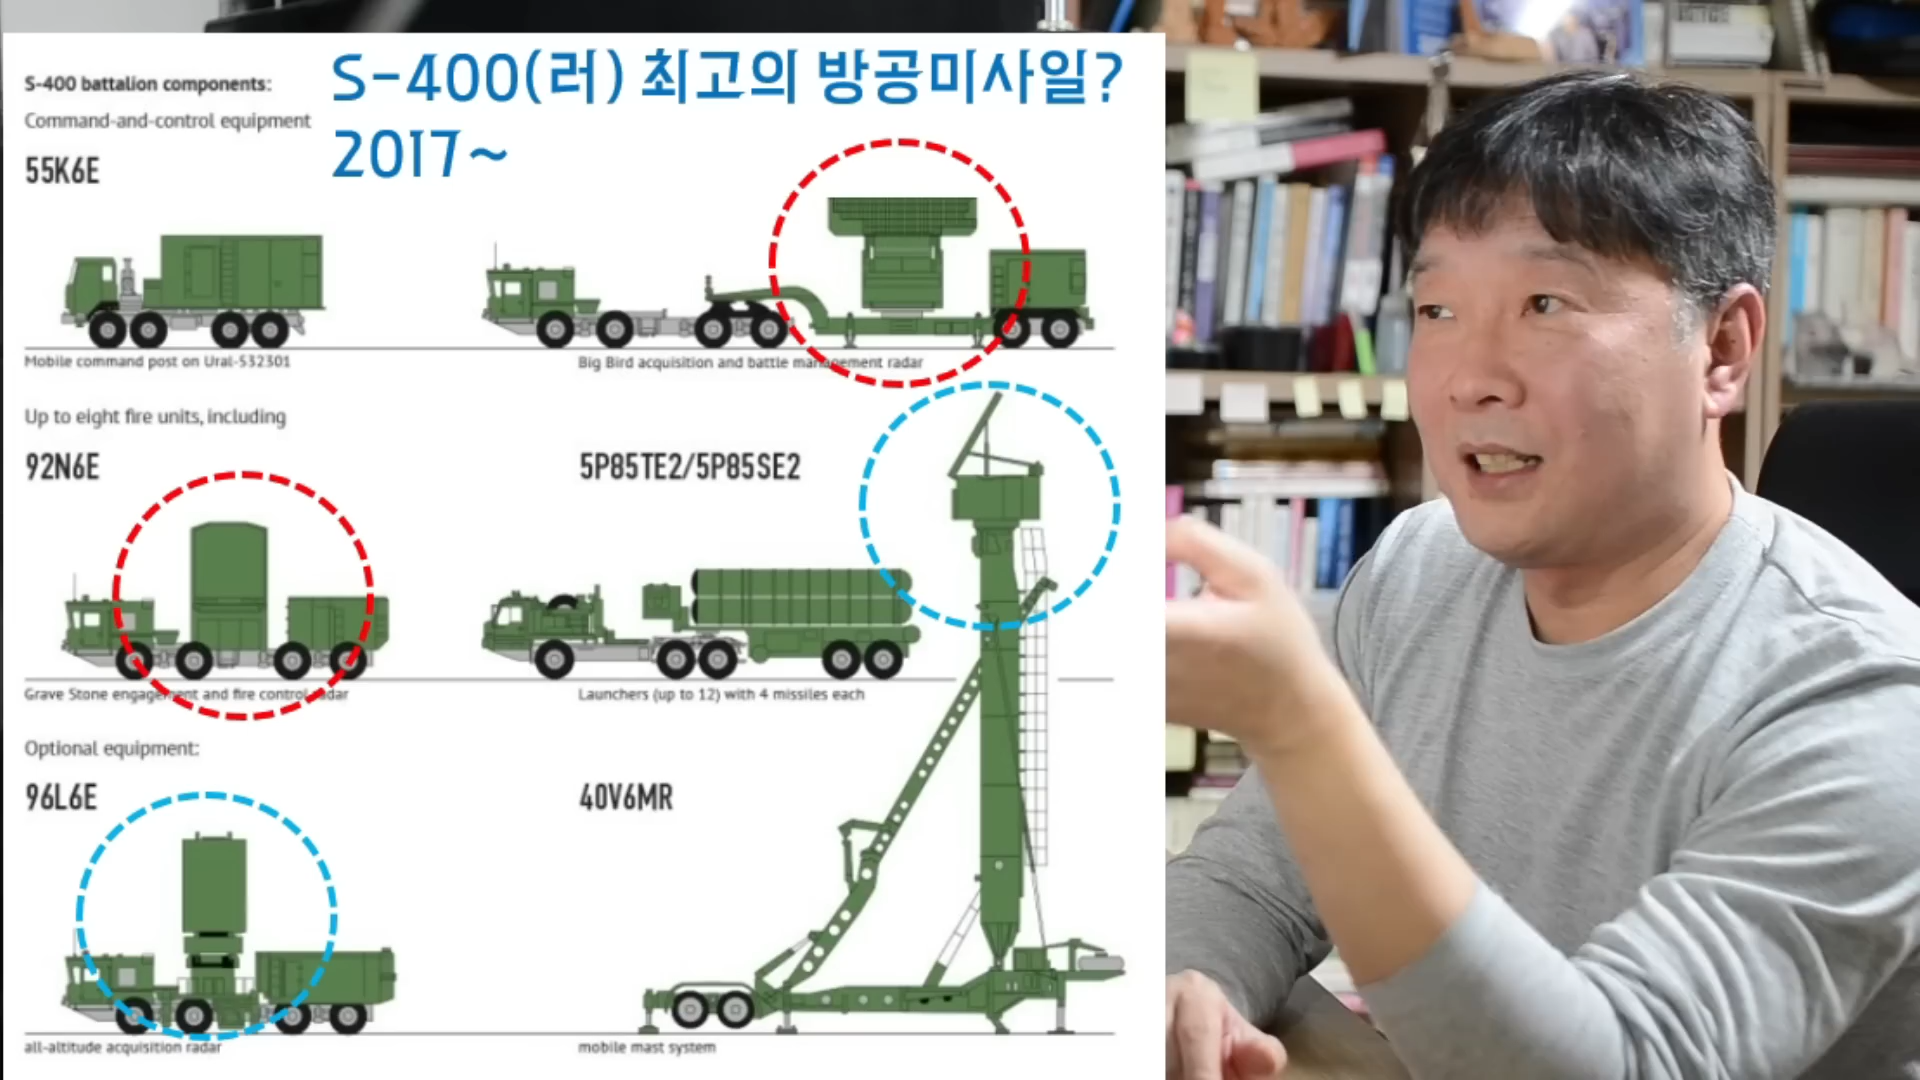 S-400(러) 최고의 방공미사일?
2017~
S-400 battalion components:
Command-and-control equipment
55K6E
Mobile command post on Ural-532301
Big Bird acquisition and battle management radar
Up to eight fire units, including
92N6E
5P85TE2/5P85SE2
Grave Stone engagement and fire control radar
Launchers (up to 12) with 4 missiles each
Optional equipment:
96L6E
40V6MR
all-altitude acquisition radar
mobile mast system